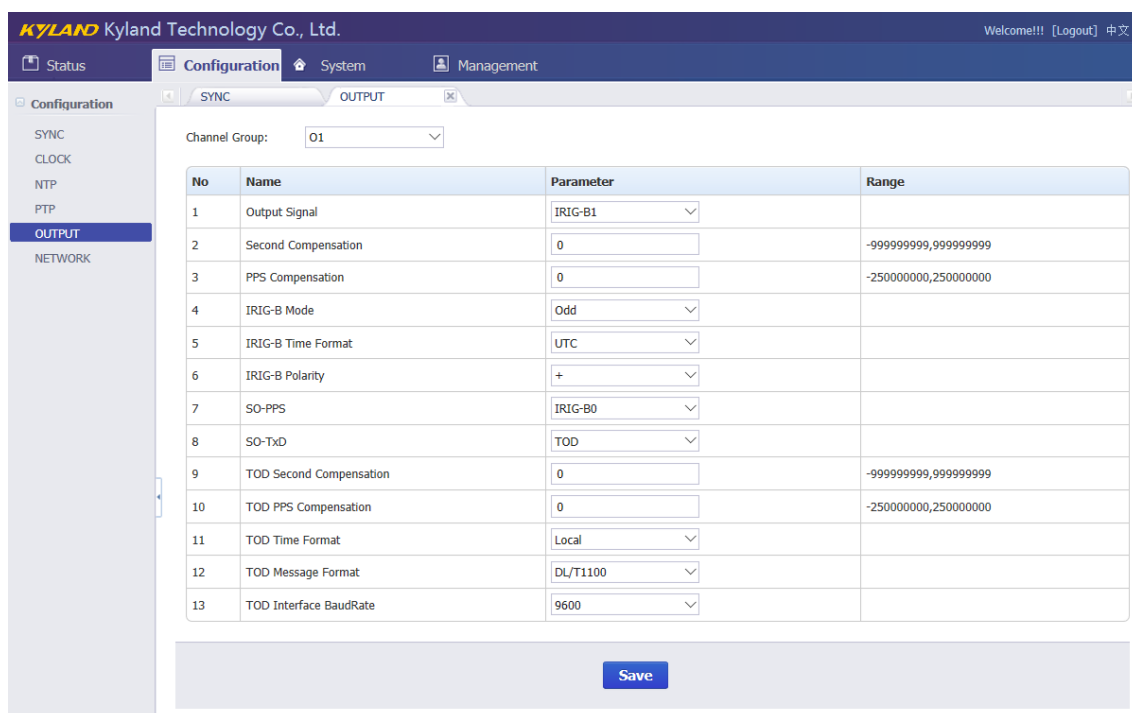 KYLAND Kyland Technology Co., Ltd.
Welcome!!! [Logout] 中文
Status Configuration System Management
Configuration
SYNC
CLOCK
NTP
PTP
OUTPUT
NETWORK
SYNC OUTPUT
Channel Group: O1
No Name Parameter Range
1 Output Signal IRIG-B1
2 Second Compensation 0 -999999999,999999999
3 PPS Compensation 0 -250000000,250000000
4 IRIG-B Mode Odd
5 IRIG-B Time Format UTC
6 IRIG-B Polarity +
7 SO-PPS IRIG-B0
8 SO-TxD TOD
9 TOD Second Compensation 0 -999999999,999999999
10 TOD PPS Compensation 0 -250000000,250000000
11 TOD Time Format Local
12 TOD Message Format DL/T1100
13 TOD Interface BaudRate 9600
Save